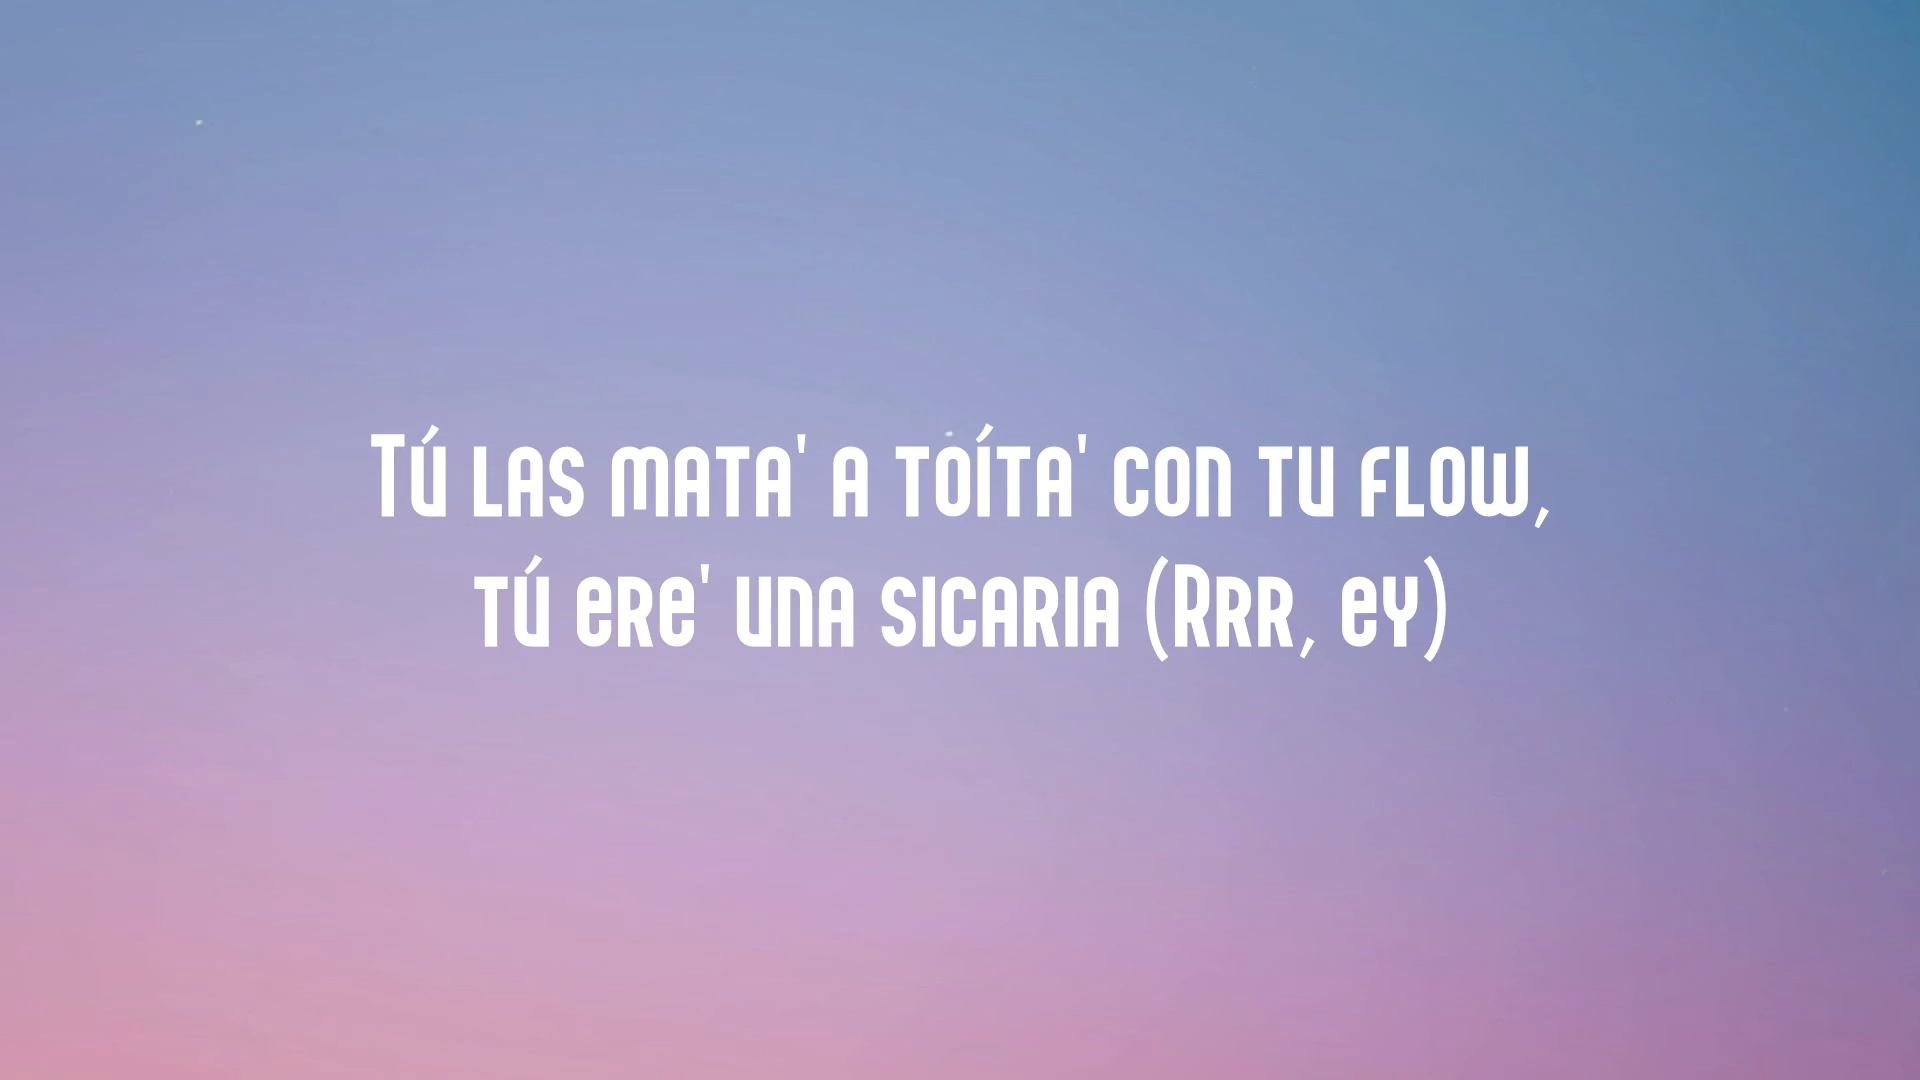 Tú las mata' a toíta' con tu flow,
tú ere' una sicaria (Rrr, ey)